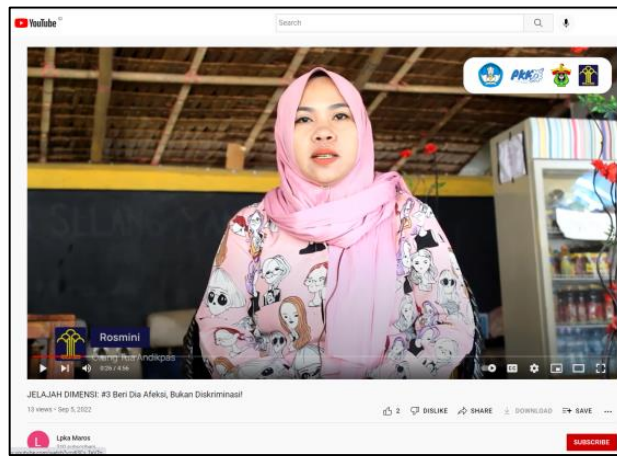 YouTube
Search
PKKM
Rosmini
Orang Tua Andikpas
JELAJAH DIMENSI: #3 Beri Dia Afeksi, Bukan Diskriminasi!
13 views • Sep 5, 2022
2 DISLIKE SHARE DOWNLOAD SAVE
L Lpka Maros
SUBSCRIBE